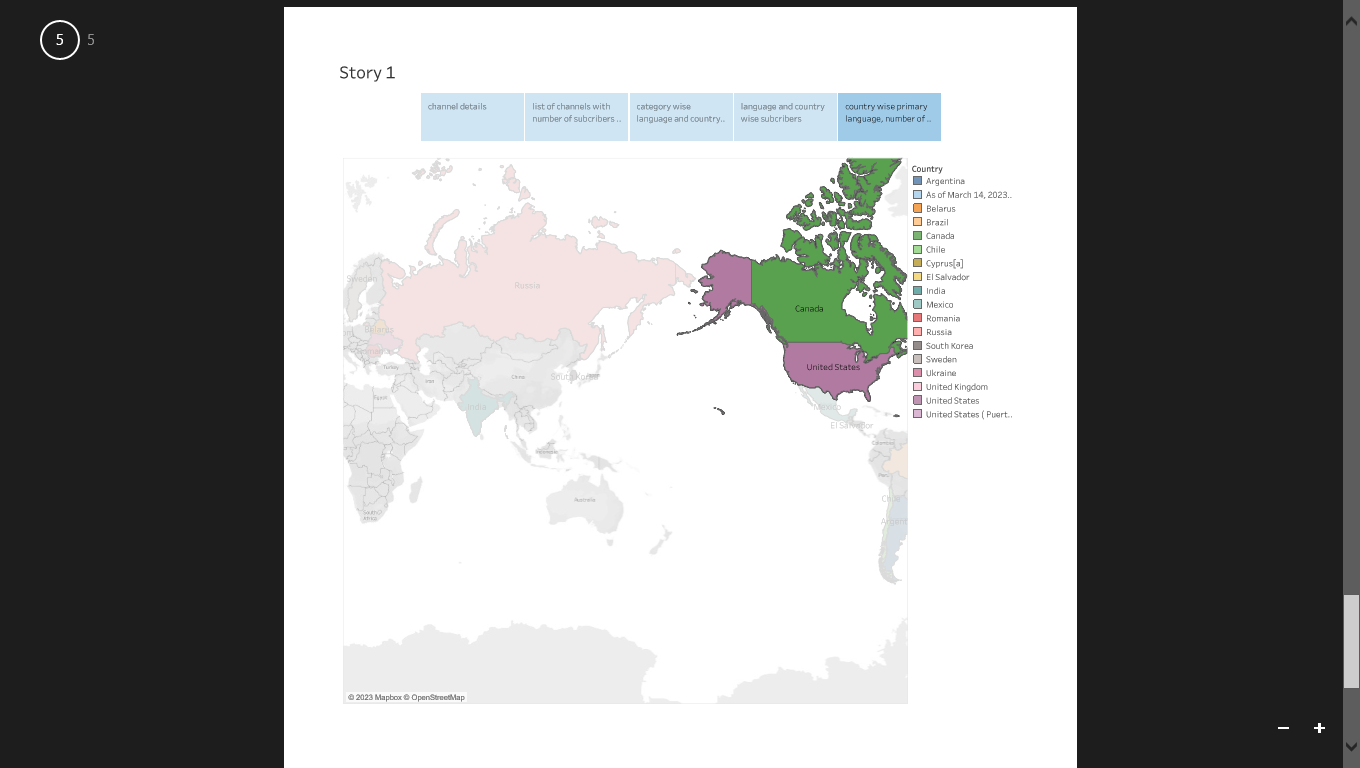 5 5
Story 1
channel details
list of channels with
number of subcribers ..
category wise
language and country..
language and country
wise subcribers
country wise primary
language, number of ..
Country
Argentina
As of March 14, 2023..
Belarus
Brazil
Canada
Chile
Cyprus[a]
El Salvador
India
Mexico
Romania
Russia
South Korea
Sweden
Ukraine
United Kingdom
United States
United States ( Puert..
Sweden
Russia
Belarus
Turkey
Iran
China
South Korea
Egypt
India
Indonesia
Australia
South
Africa
Canada
United States
Mexico
El Salvador
Colombia
Peru
Chile
Argent
© 2023 Mapbox © OpenStreetMap